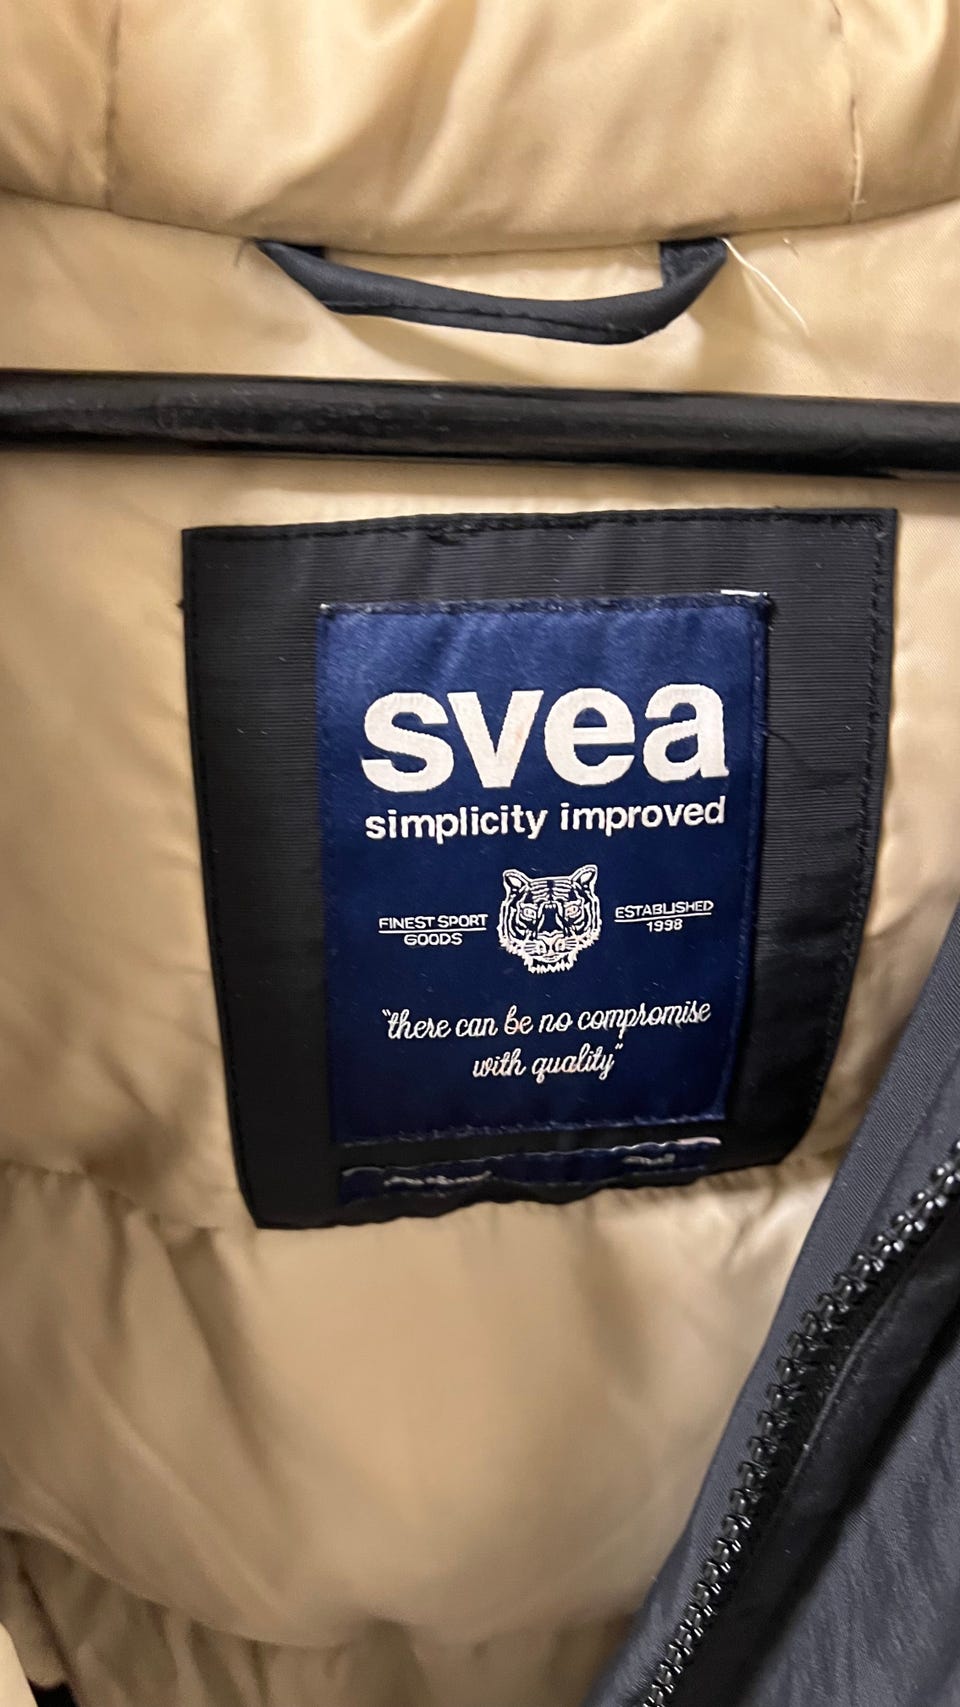 svea
simplicity improved
FINEST SPORT
GOODS
ESTABLISHED
1998
"there can be no compromise
with quality"